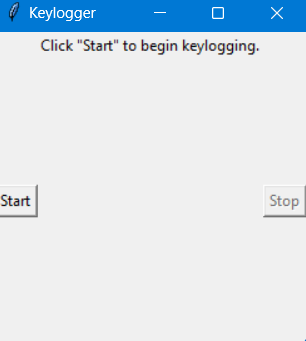 Keylogger
Click "Start" to begin keylogging.
Start
Stop